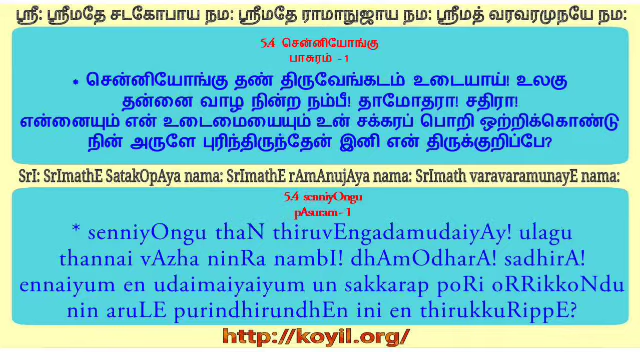 ஸ்ரீ: ஸ்ரீமதே சடகோபாய நம: ஸ்ரீமதே ராமாநுஜாய நம: ஸ்ரீமத் வரவரமுநயே நம:
5.4 சென்னியோங்கு
பாசுரம் - 1
* சென்னியோங்கு தண் திருவேங்கடம் உடையாய்! உலகு
தன்னை வாழ நின்ற நம்பீ! தாமோதரா! சதிரா!
என்னையும் என் உடைமையையும் உன் சக்கரப் பொறி ஒற்றிக்கொண்டு
நின் அருளே புரிந்திருந்தேன் இனி என் திருக்குறிப்பே?
SrI: SrImathE SatakOpAya nama: SrImathE rAmAnujAya nama: SrImath varavaramunayE nama:
5.4 senniyOngu
pAsuram - 1
* senniyOngu thaN thiruvEngadamudaiyAy! ulagu
thannai vAzha ninRa nambI! dhAmOdharA! sadhirA!
ennaiyum en udaimaiyaiyum un sakkarap poRi oRRikkoNdu
nin aruLE purindhirundhEn ini en thirukkuRippE?
http://koyil.org/